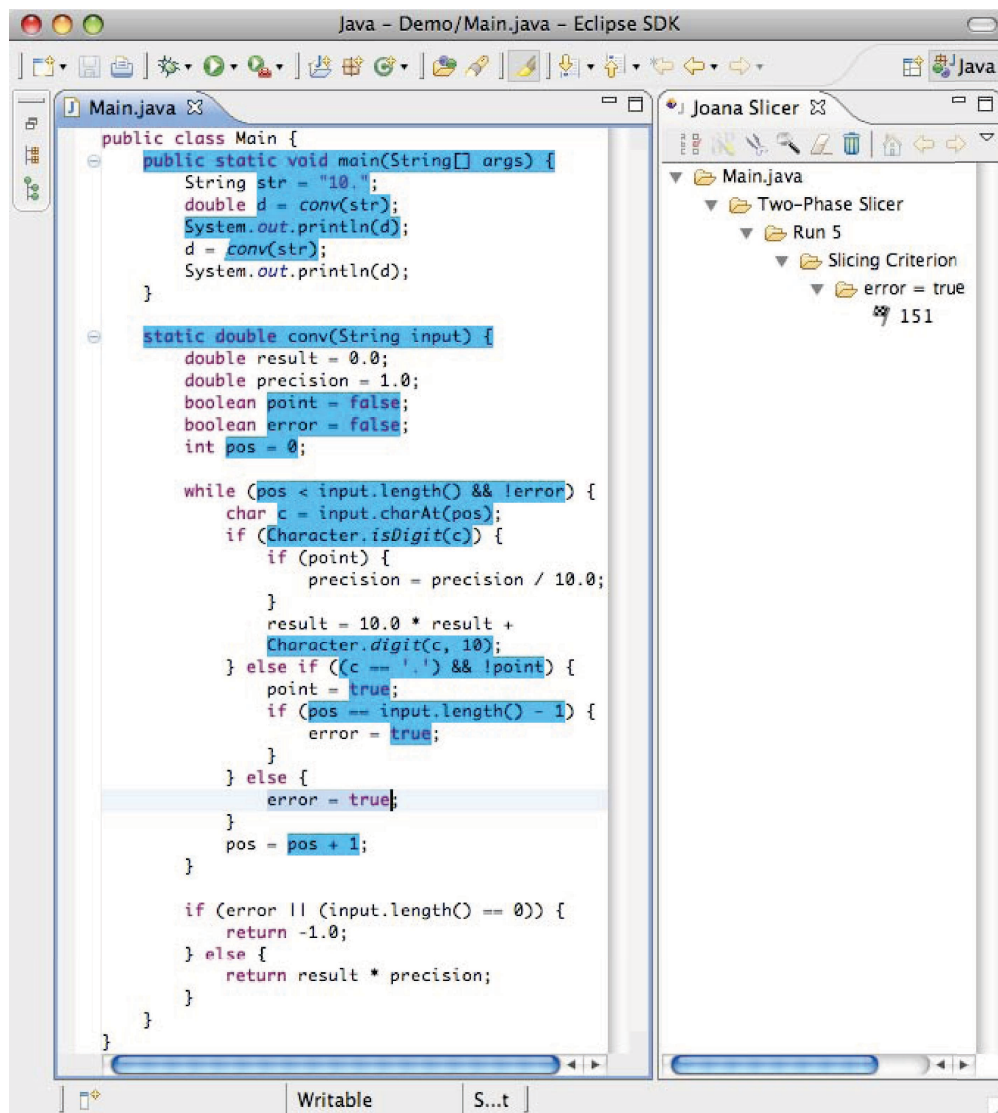 Java – Demo/Main.java – Eclipse SDK
Java
Main.java
public class Main {
public static void main(String[] args) {
String str = "10.";
double d = conv(str);
System.out.println(d);
d = conv(str);
System.out.println(d);
}
static double conv(String input) {
double result = 0.0;
double precision = 1.0;
boolean point = false;
boolean error = false;
int pos = 0;
while (pos < input.length() && !error) {
char c = input.charAt(pos);
if (Character.isDigit(c)) {
if (point) {
precision = precision / 10.0;
}
result = 10.0 * result +
Character.digit(c, 10);
} else if ((c == '.') && !point) {
point = true;
if (pos == input.length() - 1) {
error = true;
}
} else {
error = true;
}
pos = pos + 1;
}
if (error || (input.length() == 0)) {
return -1.0;
} else {
return result * precision;
}
}
}
Joana Slicer
Main.java
Two-Phase Slicer
Run 5
Slicing Criterion
error = true
151
Writable
S...t